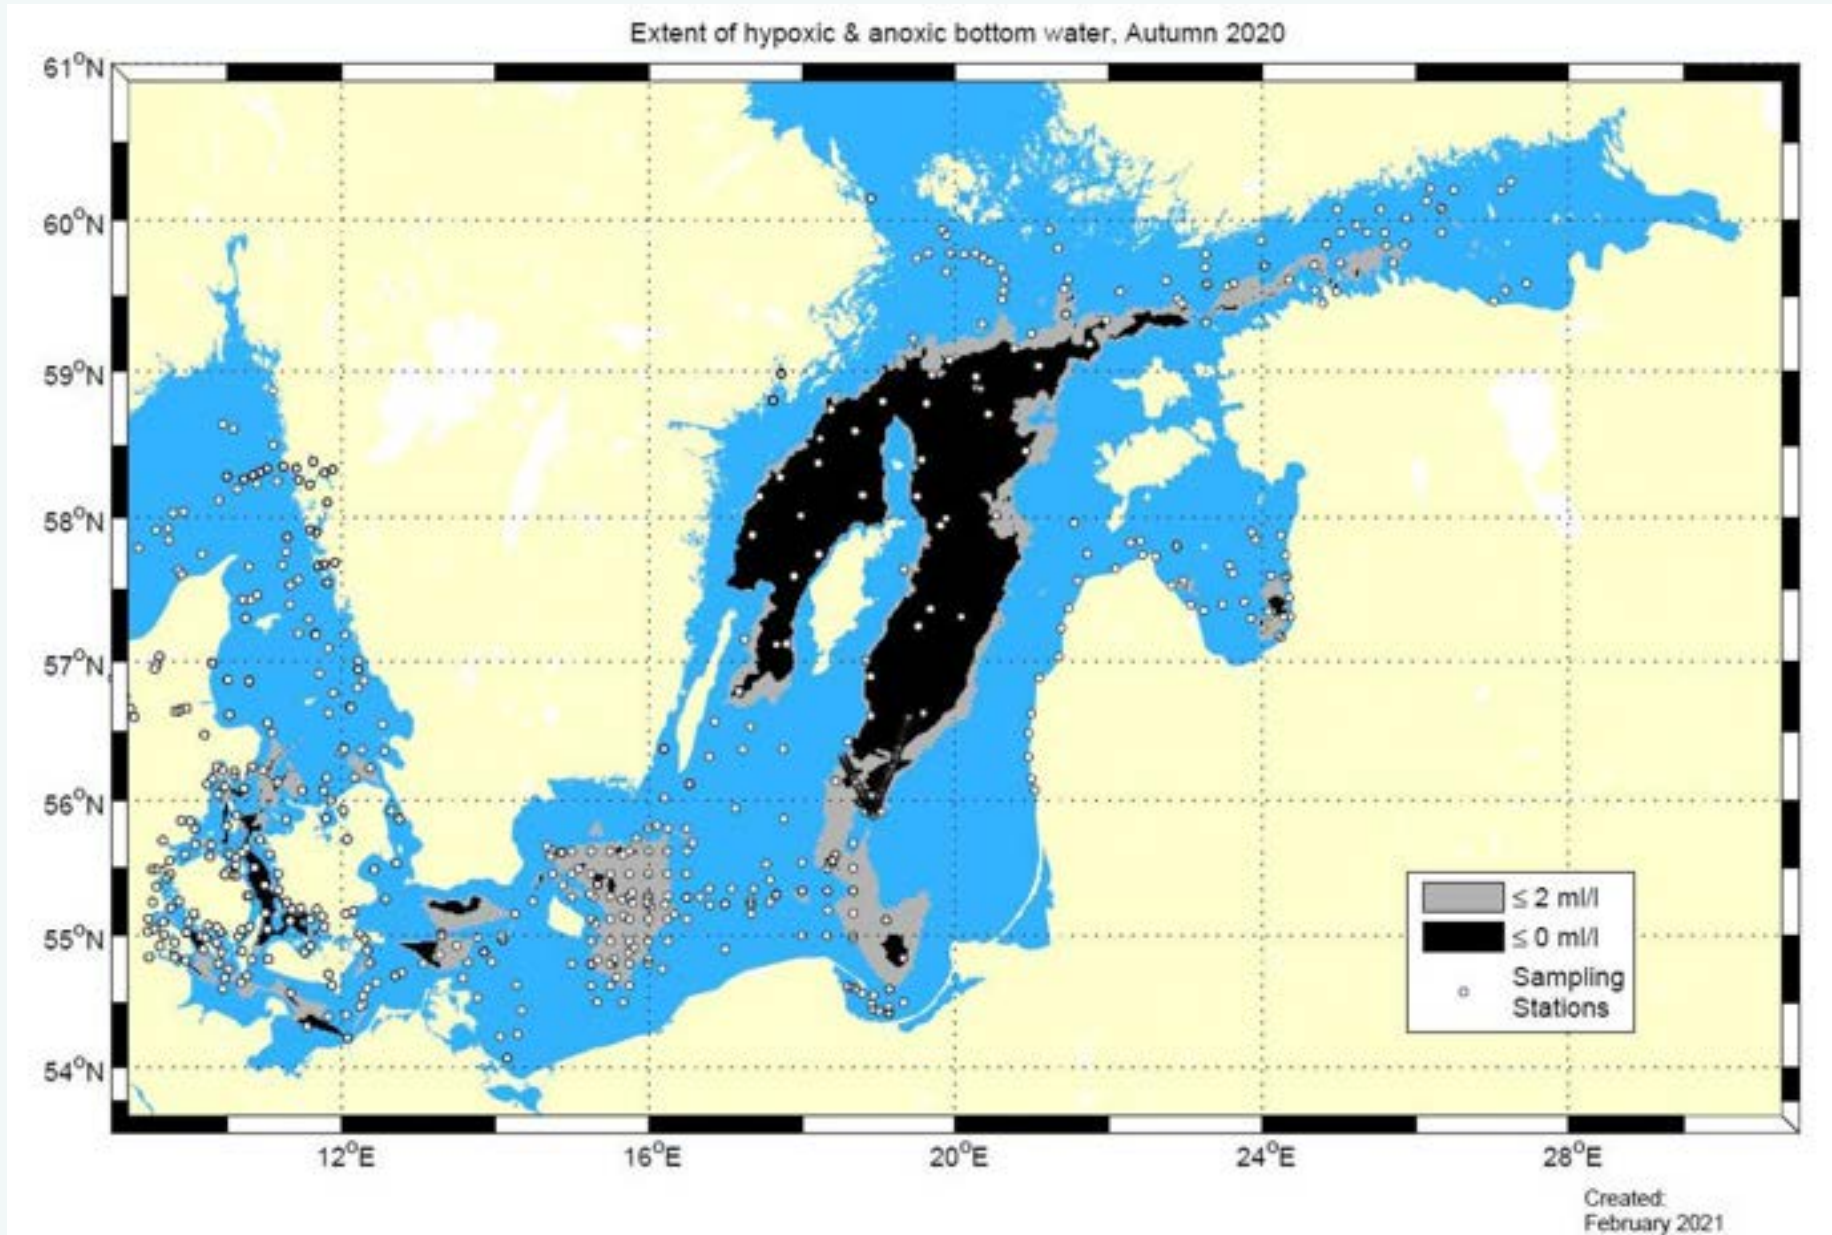 Extent of hypoxic & anoxic bottom water, Autumn 2020
61°N
60°N
59°N
58°N
57°N
56°N
55°N
54°N
12°E
16°E
20°E
24°E
28°E
≤ 2 ml/l
≤ 0 ml/l
Sampling
Stations
Created:
February 2021